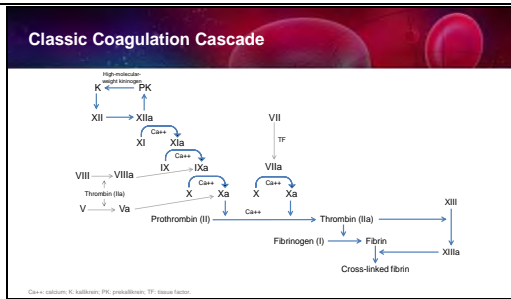 Classic Coagulation Cascade
High-molecular-
weight kininogen
K PK
XII XIIa
VII
Ca++
XI XIa
TF
Ca++
IX IXa
VIIa
VIII VIIIa
Ca++ Ca++
Thrombin (IIa)
X Xa X Xa
XIII
V Va
Prothrombin (II) Ca++ Thrombin (IIa)
Fibrinogen (I) Fibrin
XIIIa
Cross-linked fibrin
Ca++: calcium; K: kallikrein; PK: prekallikrein; TF: tissue factor.